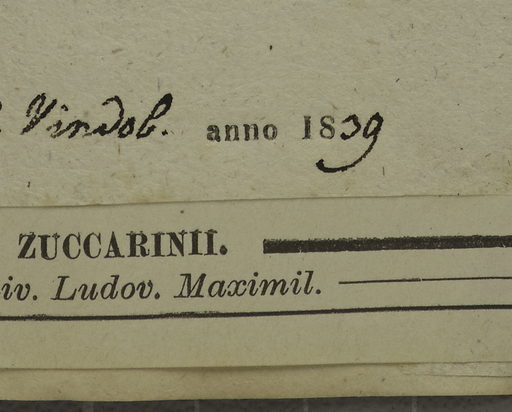 Vindob. anno 1839
ZUCCARINII.
iv. Ludov. Maximil.